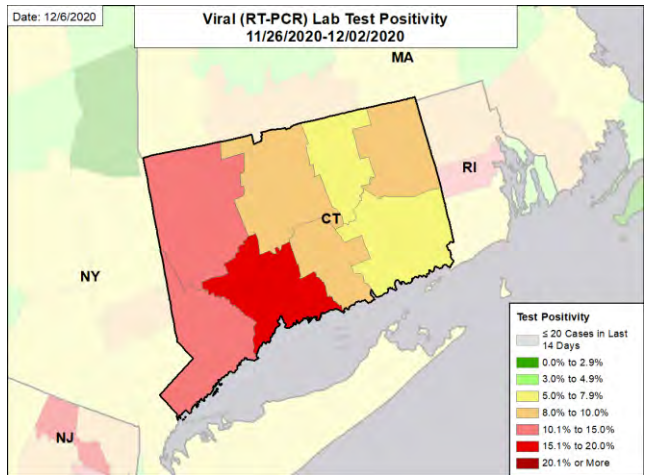 Date: 12/6/2020
Viral (RT-PCR) Lab Test Positivity
11/26/2020-12/02/2020
MA
RI
CT
NY
NJ
Test Positivity
≤ 20 Cases in Last
14 Days
0.0% to 2.9%
3.0% to 4.9%
5.0% to 7.9%
8.0% to 10.0%
10.1% to 15.0%
15.1% to 20.0%
20.1% or More